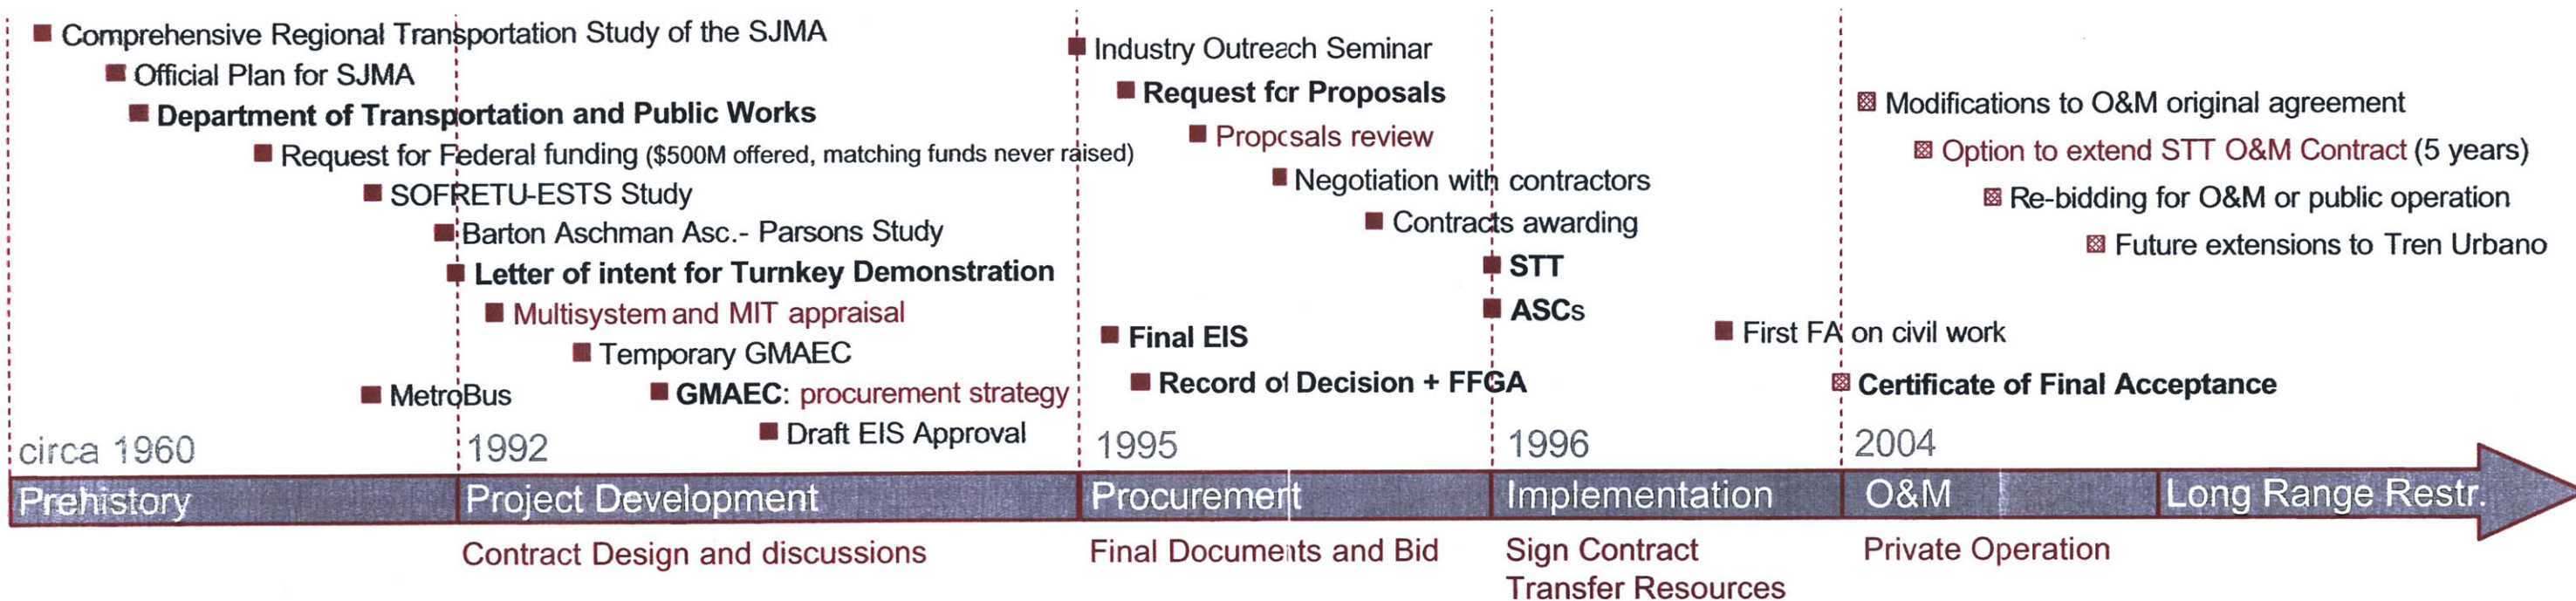 Comprehensive Regional Transportation Study of the SJMA
Official Plan for SJMA
Department of Transportation and Public Works
Request for Federal funding ($500M offered, matching funds never raised)
SOFRETU-ESTS Study
Barton Aschman Asc.- Parsons Study
Letter of intent for Turnkey Demonstration
Multisystem and MIT appraisal
Temporary GMAEC
MetroBus
GMAEC: procurement strategy
Draft EIS Approval
Industry Outreach Seminar
Request for Proposals
Proposals review
Negotiation with contractors
Contracts awarding
STT
ASCs
Final EIS
Record of Decision + FFGA
First FA on civil work
Modifications to O&M original agreement
Option to extend STT O&M Contract (5 years)
Re-bidding for O&M or public operation
Future extensions to Tren Urbano
Certificate of Final Acceptance
circa 1960
1992
1995
1996
2004
Prehistory
Project Development
Procurement
Implementation
O&M
Long Range Restr.
Contract Design and discussions
Final Documents and Bid
Sign Contract
Transfer Resources
Private Operation